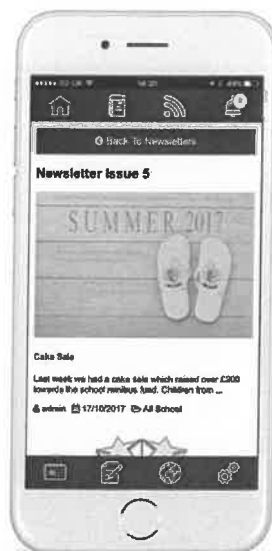 Back To Newsletters
Newsletter Issue 5
SUMMER 2017
Cake Sale
Last week we had a cake sale which raised over £200
towards the school minibus fund. Children from ...
admin 17/10/2017 All School